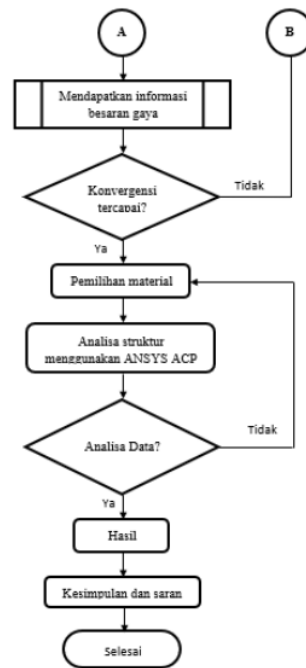 A
B
Mendapatkan informasi
besaran gaya
Konvergensi
tercapai?
Tidak
Ya
Pemilihan material
Analisa struktur
menggunakan ANSYS ACP
Analisa Data?
Tidak
Ya
Hasil
Kesimpulan dan saran
Selesai